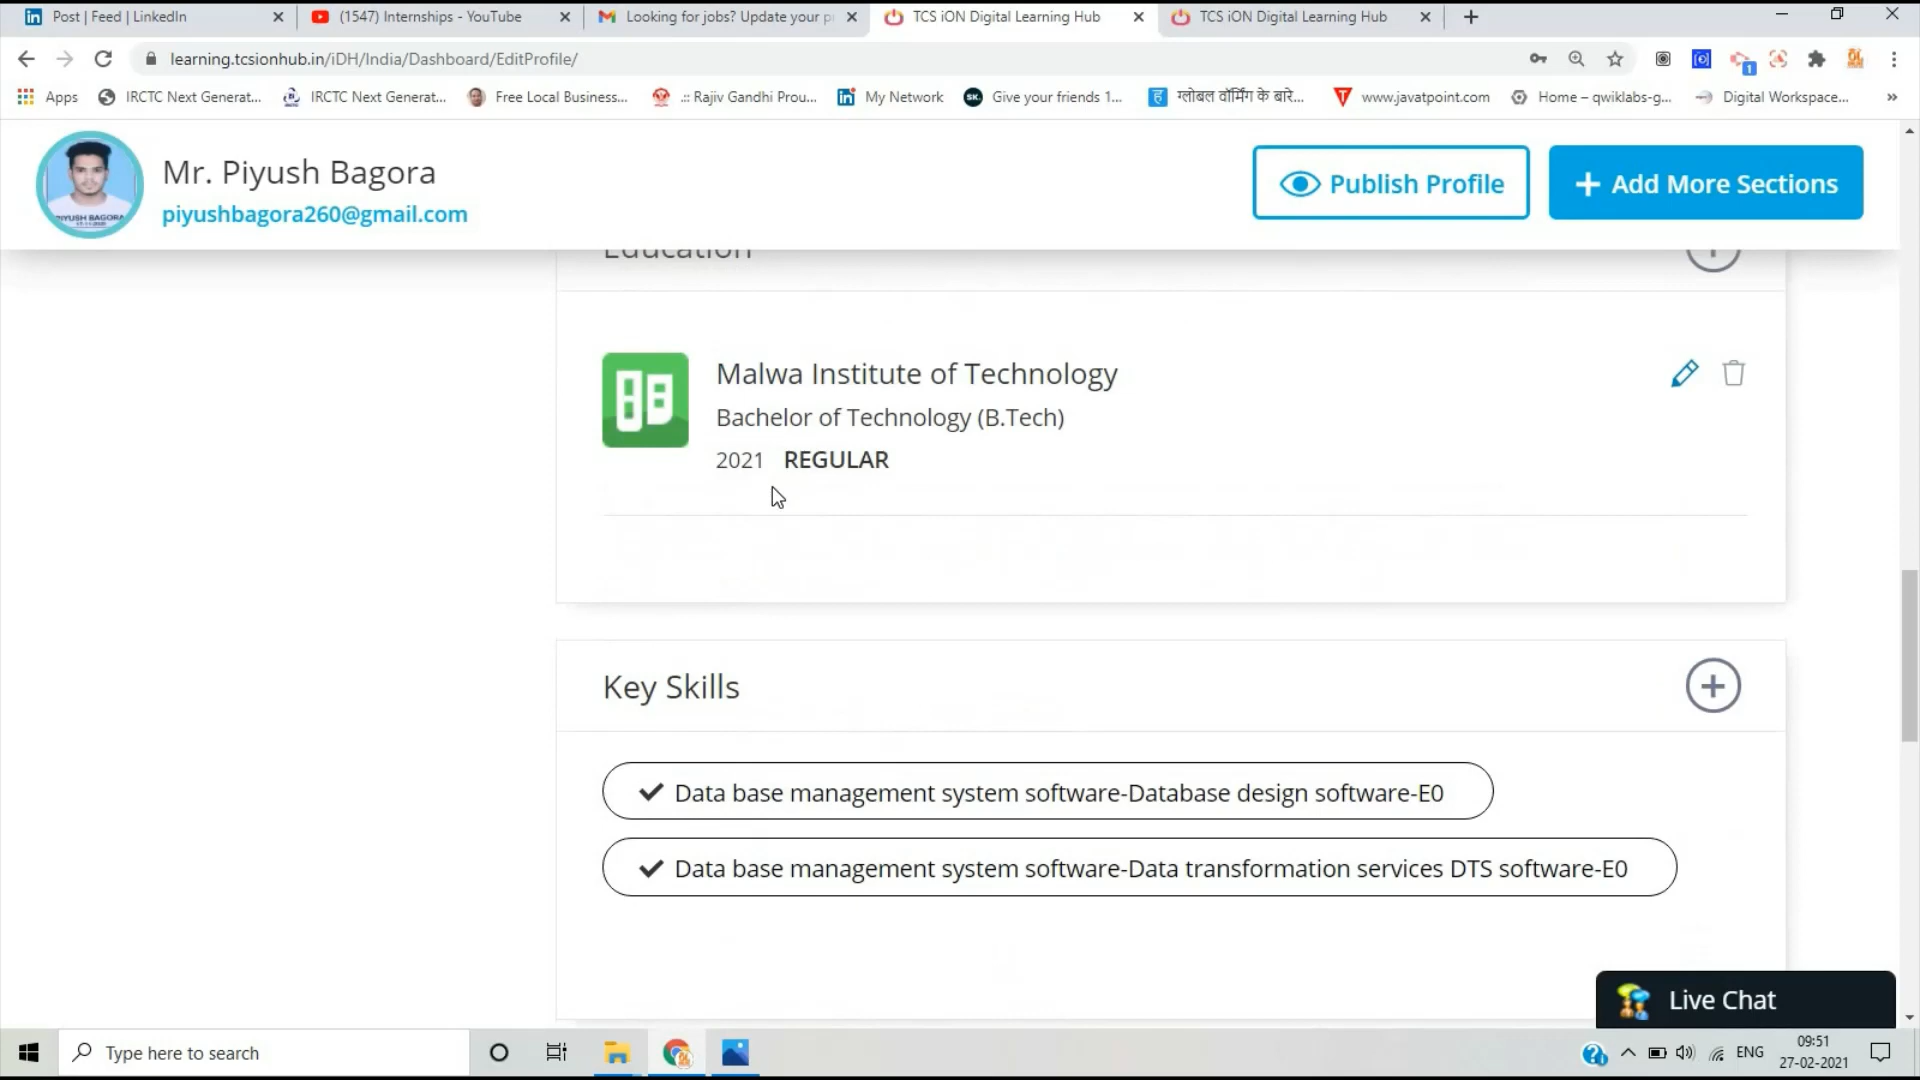 Post | Feed | LinkedIn
(1547) Internships - YouTube
Looking for jobs? Update your p
TCS iON Digital Learning Hub
TCS iON Digital Learning Hub
learning.tcsionhub.in/iDH/India/Dashboard/EditProfile/
Apps
IRCTC Next Generat...
IRCTC Next Generat...
Free Local Business...
.:: Rajiv Gandhi Prou...
My Network
Give your friends 1...
ग्लोबल वॉर्मिंग के बारे...
www.javatpoint.com
Home – qwiklabs-g...
Digital Workspace...
Mr. Piyush Bagora
piyushbagora260@gmail.com
PIYUSH BAGORA
Publish Profile
+ Add More Sections
Education
Malwa Institute of Technology
Bachelor of Technology (B.Tech)
2021 REGULAR
Key Skills
Data base management system software-Database design software-E0
Data base management system software-Data transformation services DTS software-E0
Live Chat
Type here to search
ENG
09:51
27-02-2021